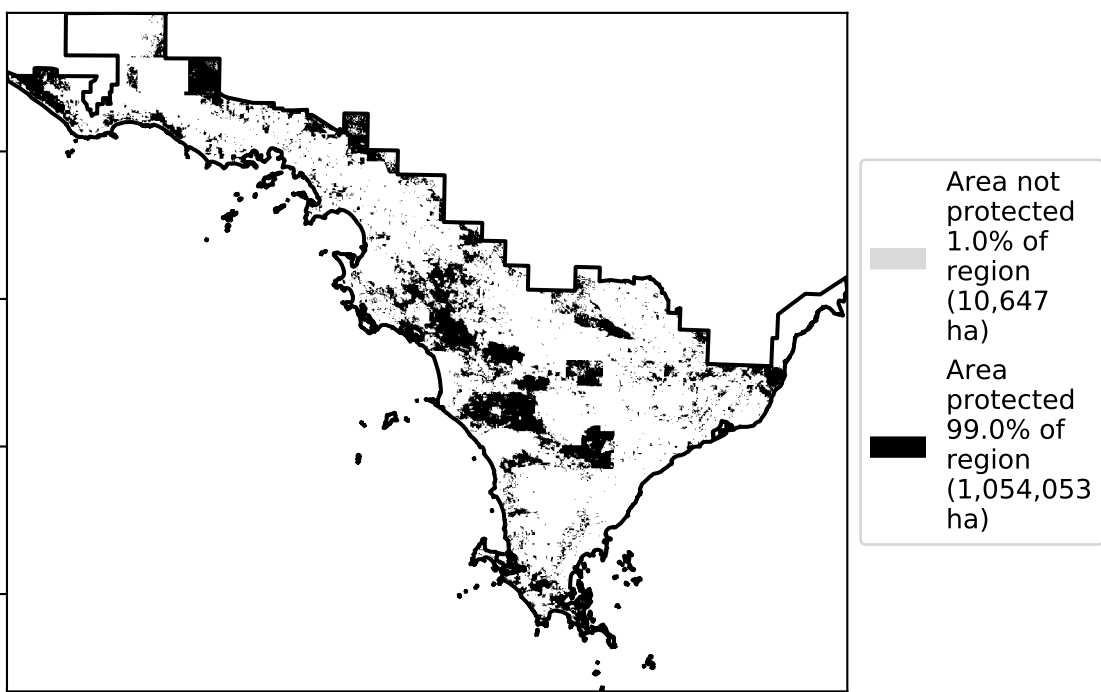 Area not
protected
1.0% of
region
(10,647
ha)
Area
protected
99.0% of
region
(1,054,053
ha)